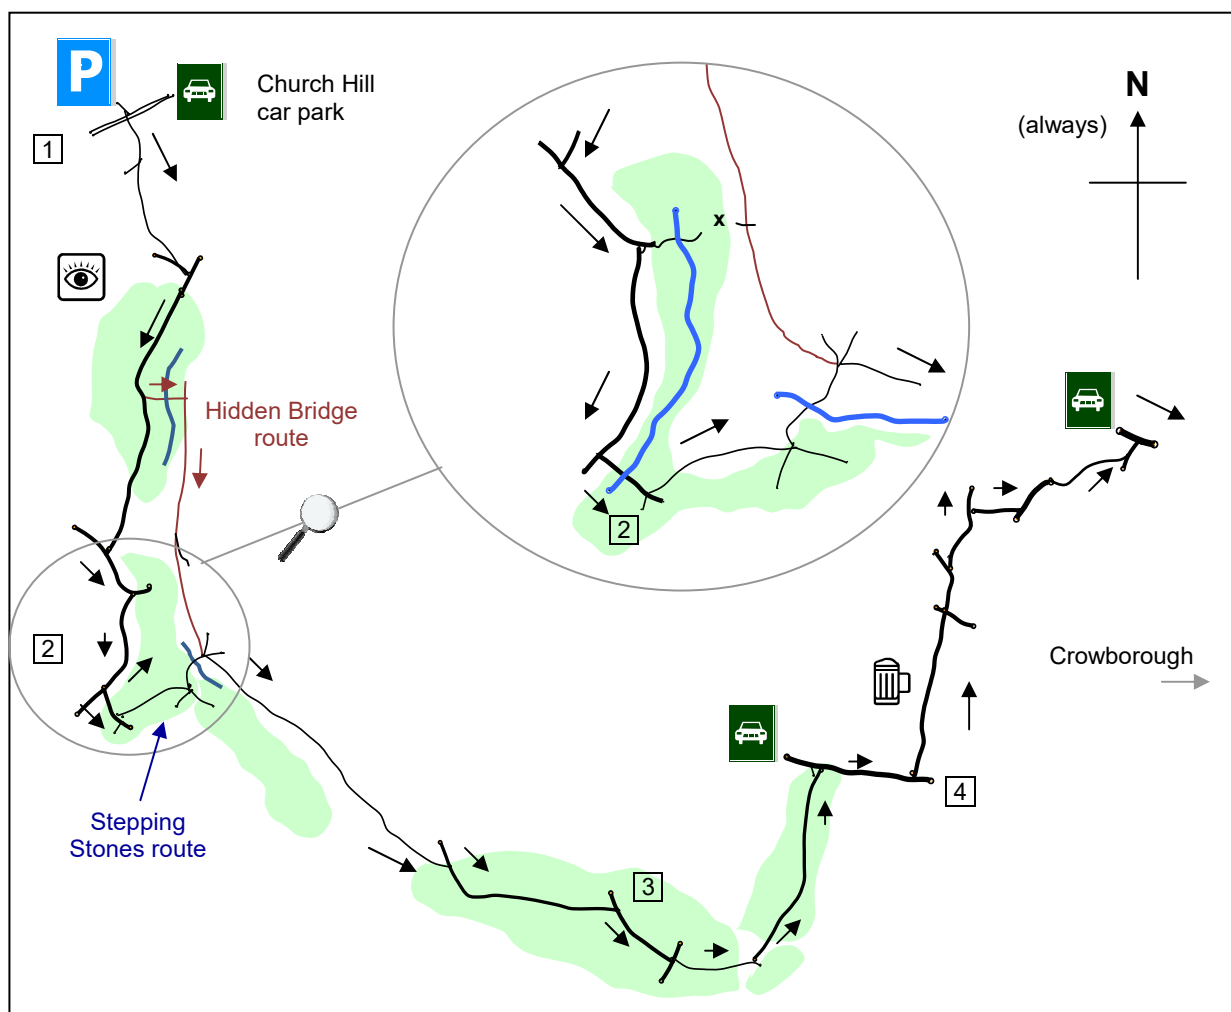 P
Church Hill
car park
1
N
(always)
x
Hidden Bridge
route
2
2
Crowborough
Stepping
Stones route
4
3